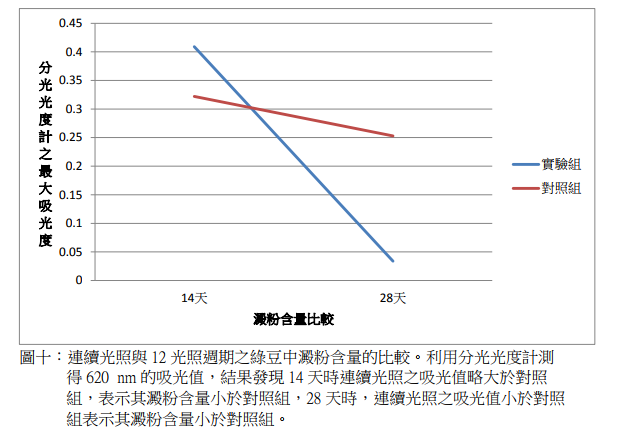 0.45
0.4
0.35
0.3
0.25
0.2
0.15
0.1
0.05
0
分光光度計之最大吸光度
14天
28天
澱粉含量比較
實驗組
對照組
圖十：連續光照與 12 光照週期之綠豆中澱粉含量的比較。利用分光光度計測
得 620 nm 的吸光值，結果發現 14 天時連續光照之吸光值略大於對照
組，表示其澱粉含量小於對照組，28 天時，連續光照之吸光值小於對照
組表示其澱粉含量小於對照組。